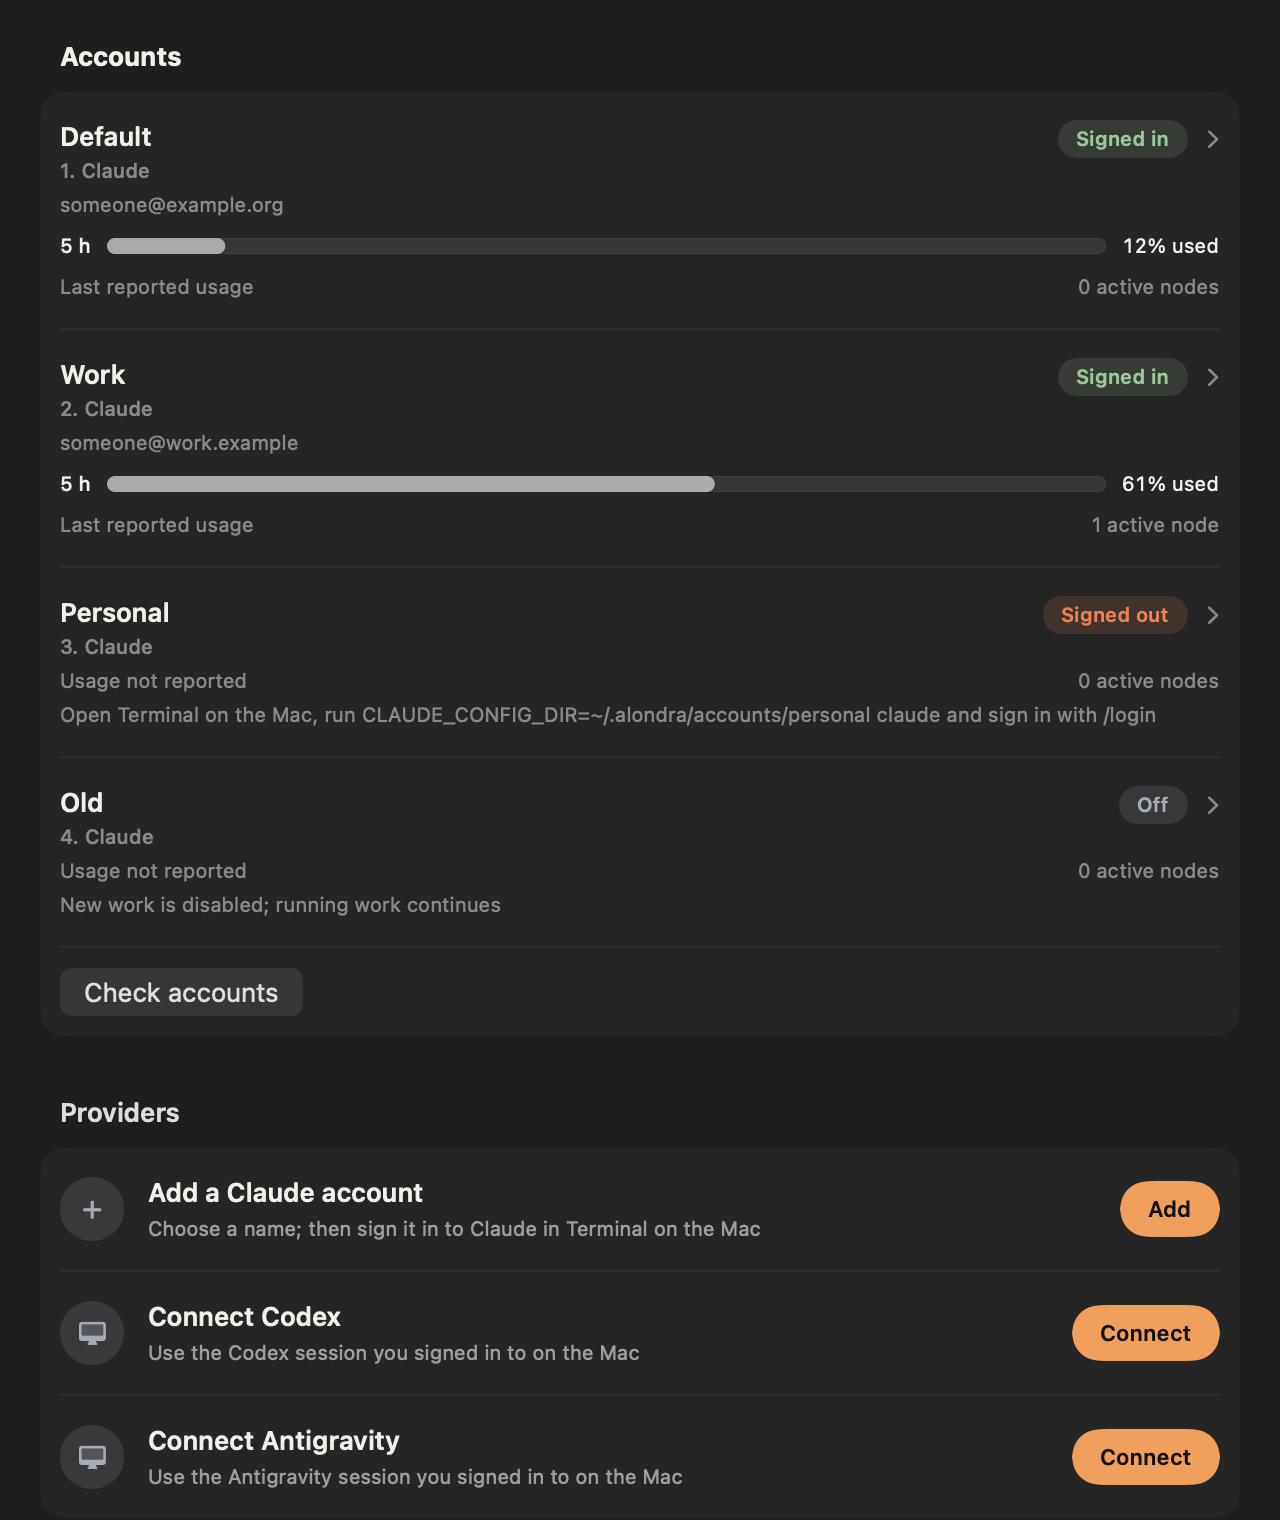 Accounts
Default
Signed in
1. Claude
someone@example.org
5 h
12% used
Last reported usage
0 active nodes
Work
Signed in
2. Claude
someone@work.example
5 h
61% used
Last reported usage
1 active node
Personal
Signed out
3. Claude
Usage not reported
0 active nodes
Open Terminal on the Mac, run CLAUDE_CONFIG_DIR=~/.alondra/accounts/personal claude and sign in with /login
Old
Off
4. Claude
Usage not reported
0 active nodes
New work is disabled; running work continues
Check accounts
Providers
Add a Claude account
Choose a name; then sign it in to Claude in Terminal on the Mac
Add
Connect Codex
Use the Codex session you signed in to on the Mac
Connect
Connect Antigravity
Use the Antigravity session you signed in to on the Mac
Connect